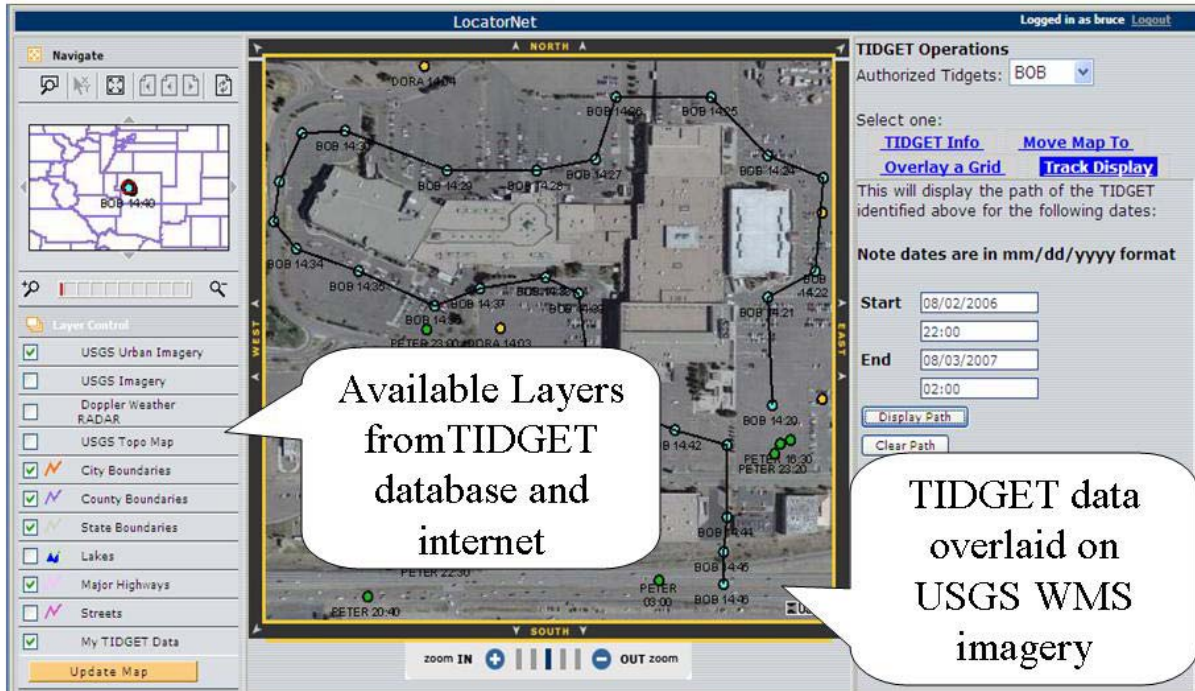 LocatorNet
Logged in as bruce Logout
Navigate
BOB 14:40
Layer Control
USGS Urban Imagery
USGS Imagery
Doppler Weather
RADAR
USGS Topo Map
City Boundaries
County Boundaries
State Boundaries
Lakes
Major Highways
Streets
My TIDGET Data
Update Map
NORTH
WEST
EAST
SOUTH
DORA 14:04
BOB 14:26
BOB 14:25
BOB 14:30
BOB 14:24
BOB 14:29
BOB 14:28
BOB 14:27
BOB 14:34
BOB 14:35
BOB
14:22
BOB 14:21
BOB 14:37
PETER 23:00
DORA 14:03
BOB 14:20
BOB 14:42
PETER 16:30
PETER 23:20
BOB 14:44
BOB 14:45
BOB 14:46
PETER 22:30
PETER
03:00
PETER 20:40
zoom IN
OUT zoom
Available Layers
fromTIDGET
database and
internet
TIDGET Operations
Authorized Tidgets: BOB
Select one:
TIDGET Info Move Map To
Overlay a Grid Track Display
This will display the path of the TIDGET
identified above for the following dates:
Note dates are in mm/dd/yyyy format
Start 08/02/2006
22:00
End 08/03/2007
02:00
Display Path
Clear Path
TIDGET data
overlaid on
USGS WMS
imagery